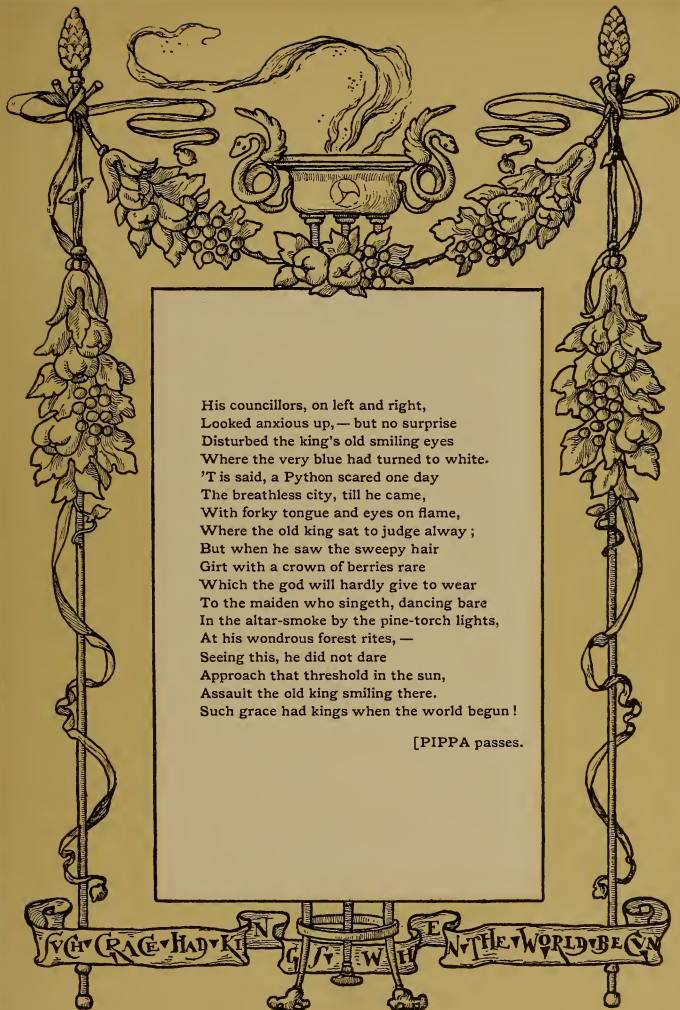 His councillors, on left and right,
Looked anxious up, — but no surprise
Disturbed the king's old smiling eyes
Where the very blue had turned to white.
'T is said, a Python scared one day
The breathless city, till he came,
With forky tongue and eyes on flame,
Where the old king sat to judge alway ;
But when he saw the sweepy hair
Girt with a crown of berries rare
Which the god will hardly give to wear
To the maiden who singeth, dancing bare
In the altar-smoke by the pine-torch lights,
At his wondrous forest rites, —
Seeing this, he did not dare
Approach that threshold in the sun,
Assault the old king smiling there.
Such grace had kings when the world begun !
[PIPPA passes.
SVCH▾GRACE▾HAD▾KINGS▾WHEN▾THE▾WORLD▾BEGVN